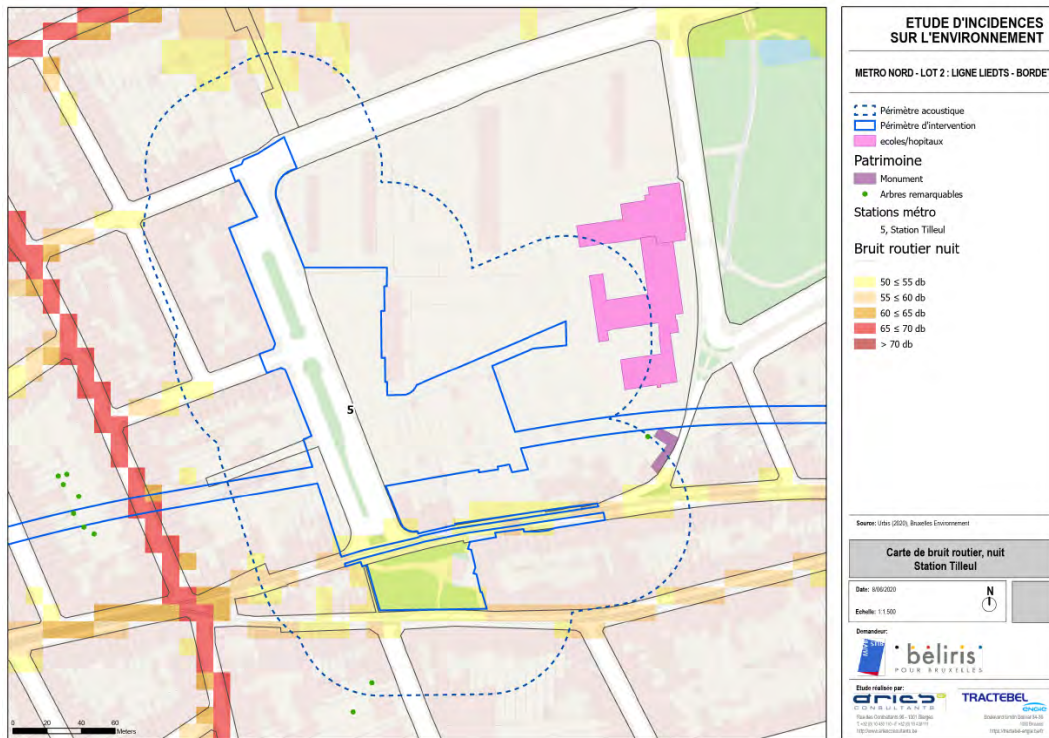 ETUDE D'INCIDENCES
SUR L'ENVIRONNEMENT
METRO NORD - LOT 2 : LIGNE LIEDTS - BORDET
Périmètre acoustique
Périmètre d'intervention
ecoles/hopitaux
Patrimoine
Monument
Arbres remarquables
Stations métro
5, Station Tilleul
Bruit routier nuit
50 ≤ 55 db
55 ≤ 60 db
60 ≤ 65 db
65 ≤ 70 db
> 70 db
5
0 20 40 60
Meters
Source: Urbis (2020), Bruxelles Environnement
Carte de bruit routier, nuit
Station Tilleul
Date: 9/06/2020
N
Echelle: 1:1 500
Demandeur:
beliris
POUR BRUXELLES
Etude réalisée par:
aries
CONSULTANTS
TRACTEBEL
ENGIE